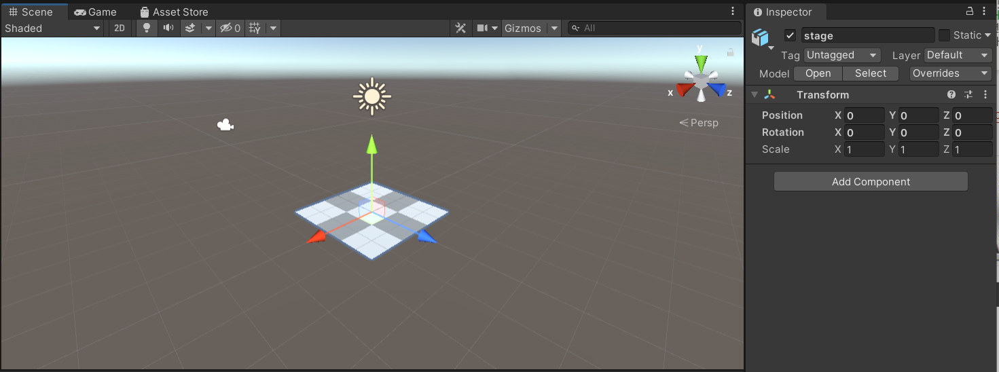 Scene Game Asset Store
Shaded 2D 0 Gizmos All
y
x z
Persp
Inspector
stage Static
Tag Untagged Layer Default
Model Open Select Overrides
Transform
Position X 0 Y 0 Z 0
Rotation X 0 Y 0 Z 0
Scale X 1 Y 1 Z 1
Add Component